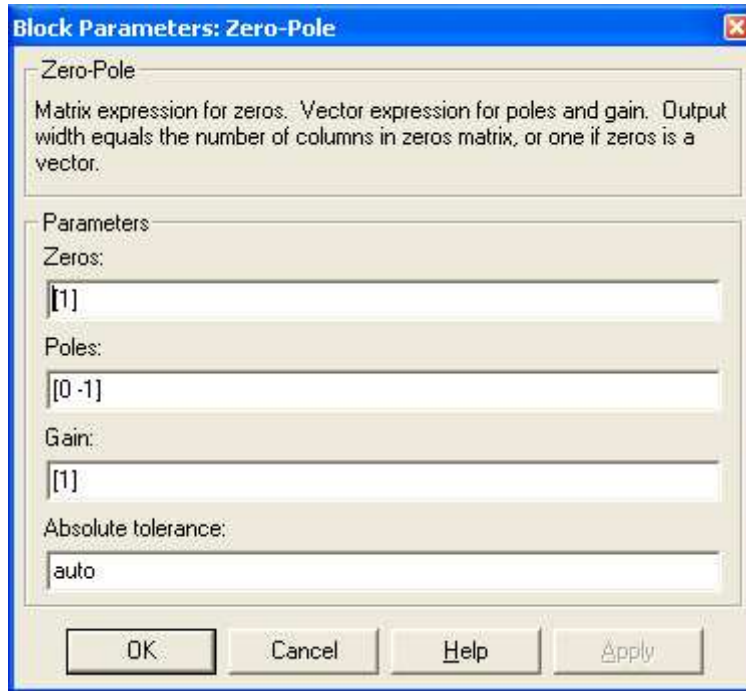 Block Parameters: Zero-Pole
Zero-Pole
Matrix expression for zeros. Vector expression for poles and gain. Output
width equals the number of columns in zeros matrix, or one if zeros is a
vector.
Parameters
Zeros:
[1]
Poles:
[0 -1]
Gain:
[1]
Absolute tolerance:
auto
OK Cancel Help Apply